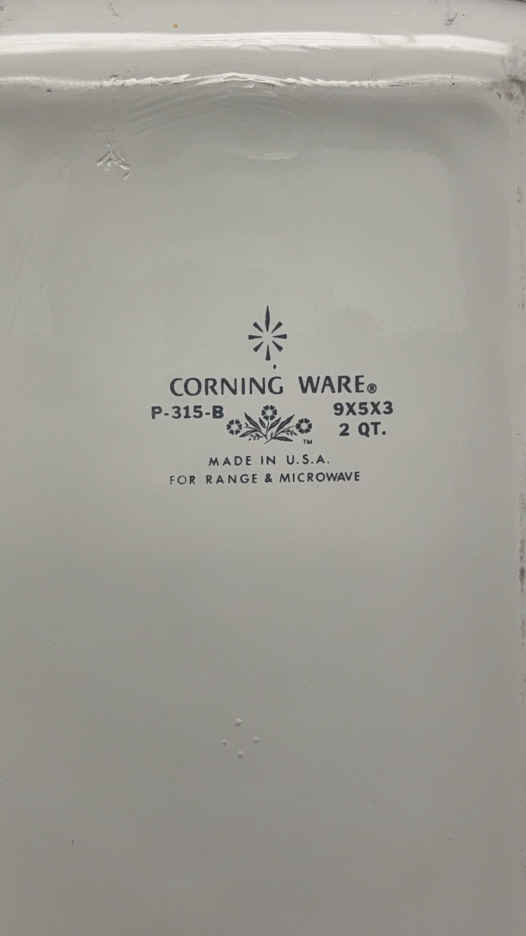 CORNING WARE®
P-315-B 9X5X3
2 QT.
TM
MADE IN U.S.A.
FOR RANGE & MICROWAVE